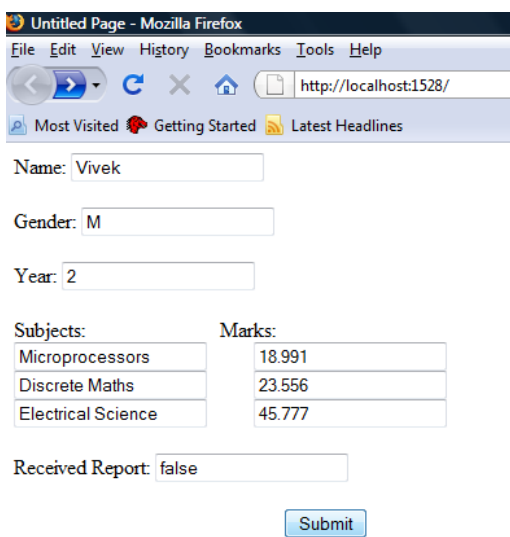 Untitled Page - Mozilla Firefox
File Edit View History Bookmarks Tools Help
http://localhost:1528/
Most Visited Getting Started Latest Headlines
Name: Vivek
Gender: M
Year: 2
Subjects: Marks:
Microprocessors 18.991
Discrete Maths 23.556
Electrical Science 45.777
Received Report: false
Submit